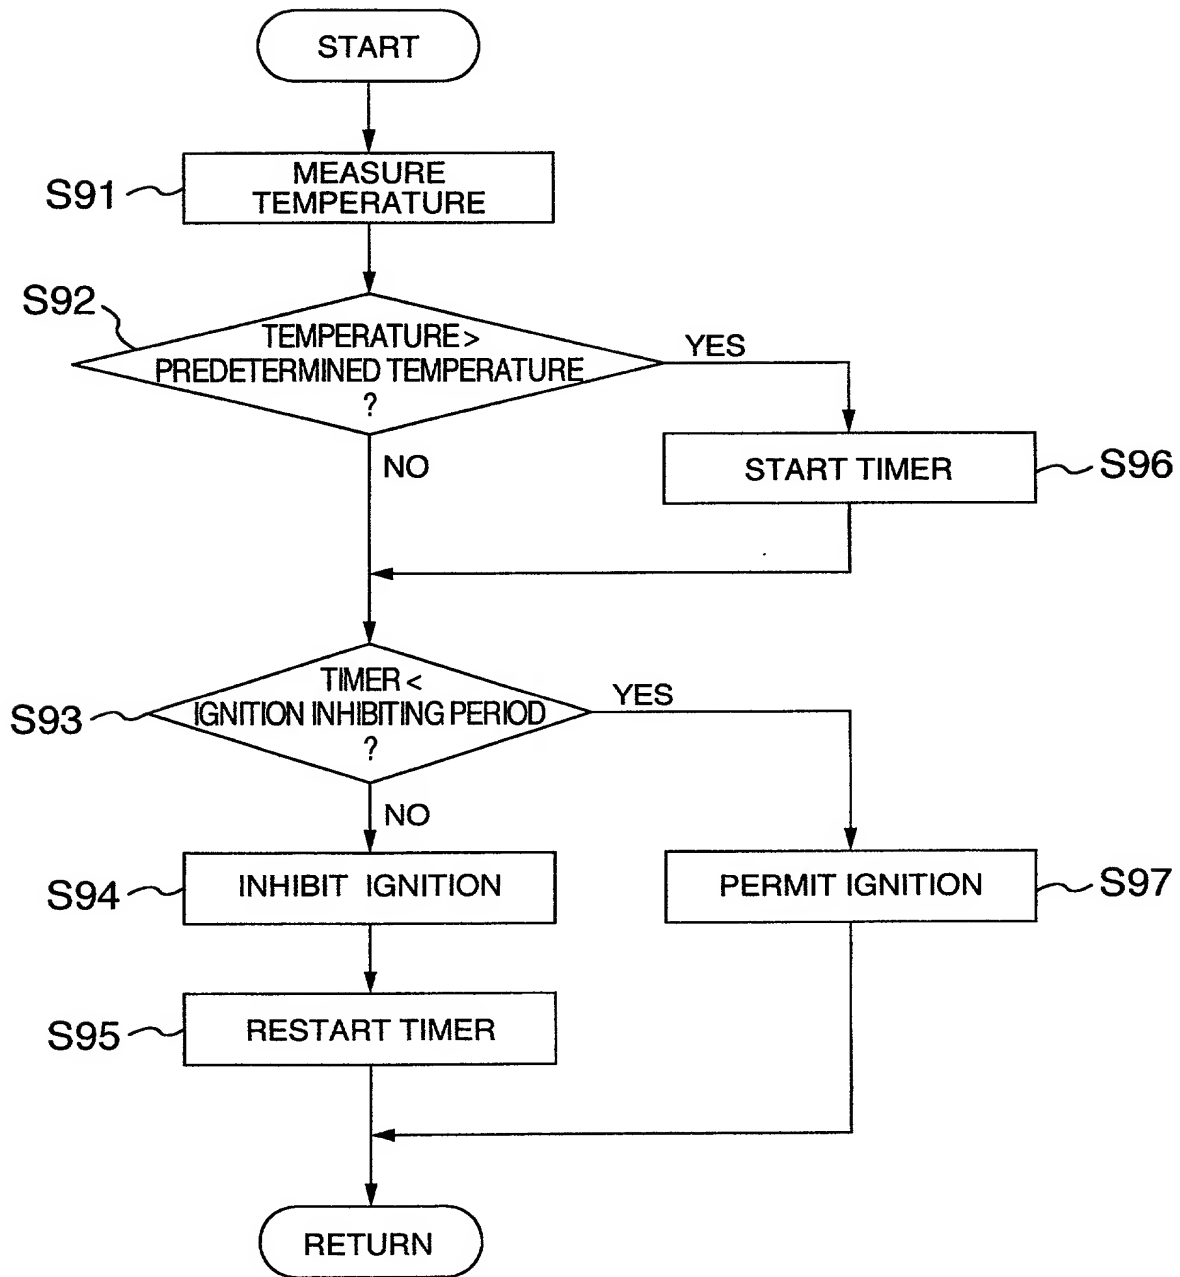 START
S91
MEASURE
TEMPERATURE
S92
TEMPERATURE >
PREDETERMINED TEMPERATURE
?
YES
NO
START TIMER
S96
S93
TIMER <
IGNITION INHIBITING PERIOD
?
YES
NO
S94
INHIBIT IGNITION
PERMIT IGNITION
S97
S95
RESTART TIMER
RETURN